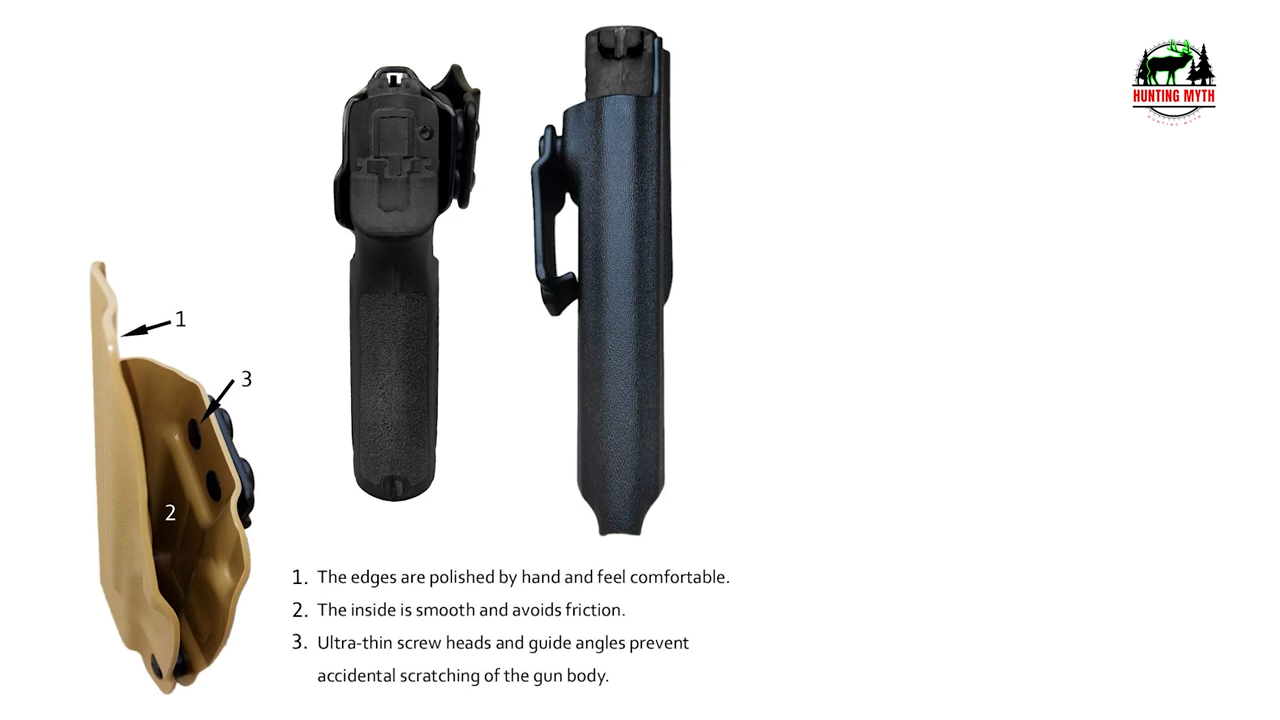 HUNTING MYTH
HUNTING MYTH
1
3
2
1. The edges are polished by hand and feel comfortable.
2. The inside is smooth and avoids friction.
3. Ultra-thin screw heads and guide angles prevent
accidental scratching of the gun body.